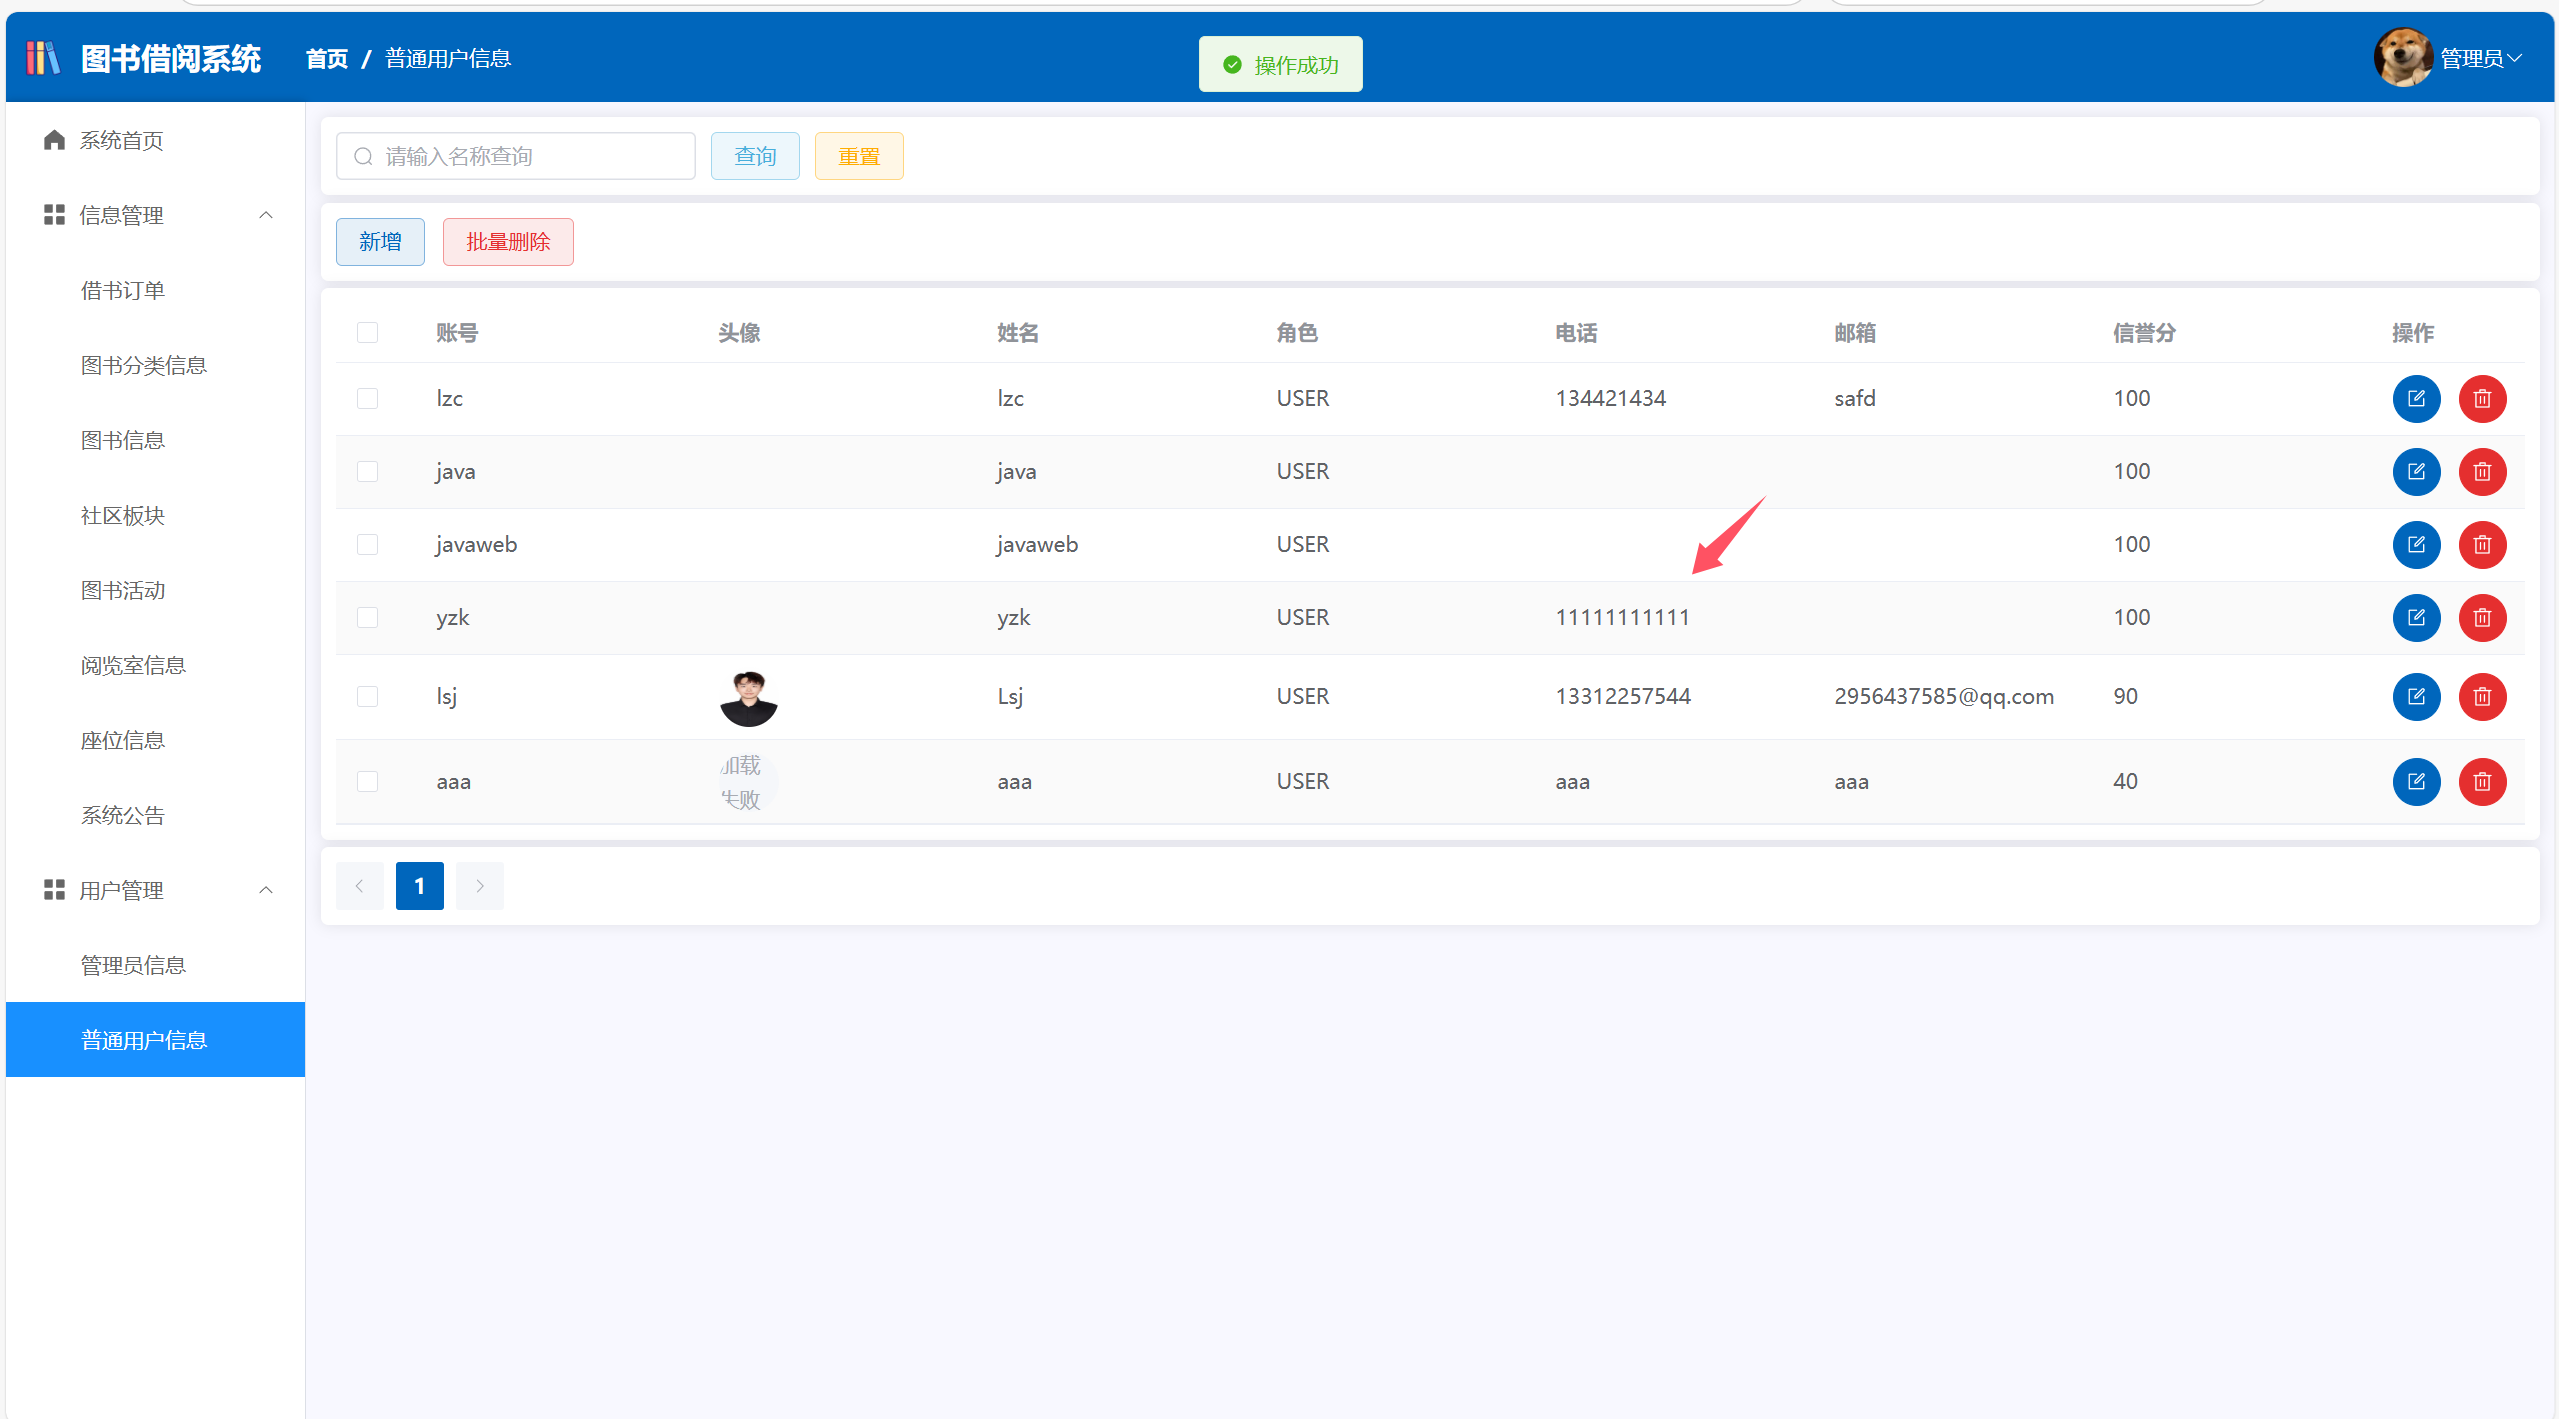 图书借阅系统
首页 / 普通用户信息
操作成功
管理员
系统首页
信息管理
借书订单
图书分类信息
图书信息
社区板块
图书活动
阅览室信息
座位信息
系统公告
用户管理
管理员信息
普通用户信息
请输入名称查询 查询 重置
新增 批量删除
账号 头像 姓名 角色 电话 邮箱 信誉分 操作
lzc lzc USER 134421434 safd 100
java java USER 100
javaweb javaweb USER 100
yzk yzk USER 11111111111 100
lsj Lsj USER 13312257544 2956437585@qq.com 90
aaa 加载失败 aaa USER aaa aaa 40
1